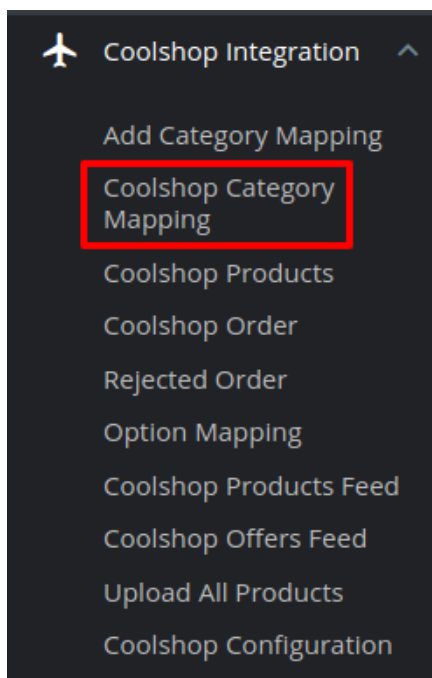 Coolshop Integration
Add Category Mapping
Coolshop Category
Mapping
Coolshop Products
Coolshop Order
Rejected Order
Option Mapping
Coolshop Products Feed
Coolshop Offers Feed
Upload All Products
Coolshop Configuration